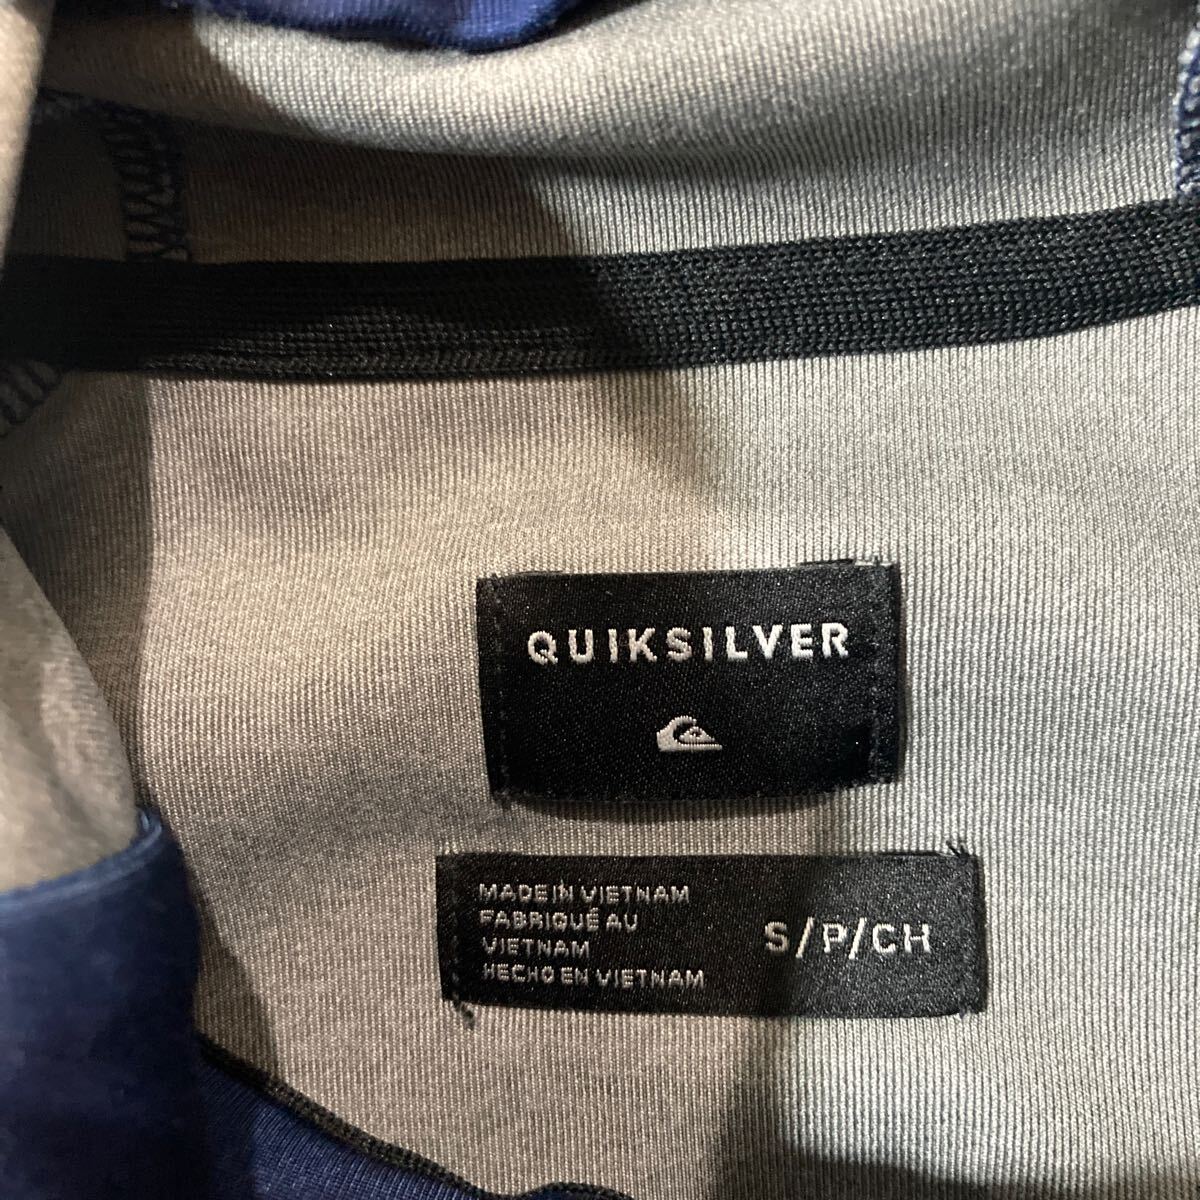 QUIKSILVER
MADE IN VIETNAM
FABRIQUÉ AU
VIETNAM
HECHO EN VIETNAM
S/P/CH